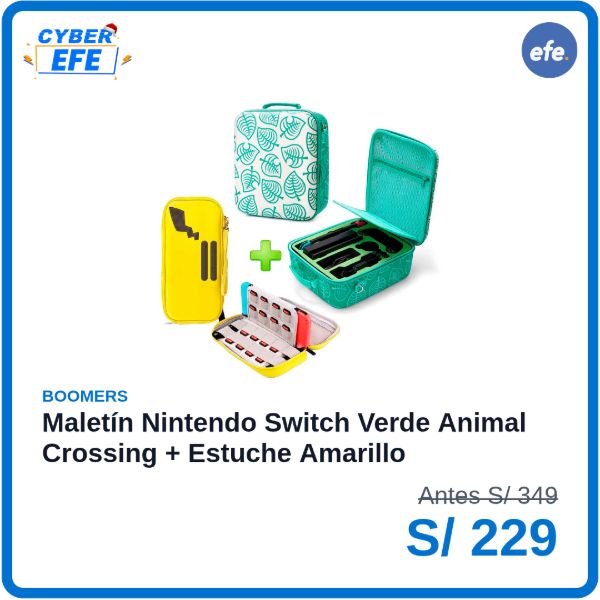 CYBER
EFE
efe.
BOOMERS
Maletín Nintendo Switch Verde Animal
Crossing + Estuche Amarillo
Antes S/ 349
S/ 229